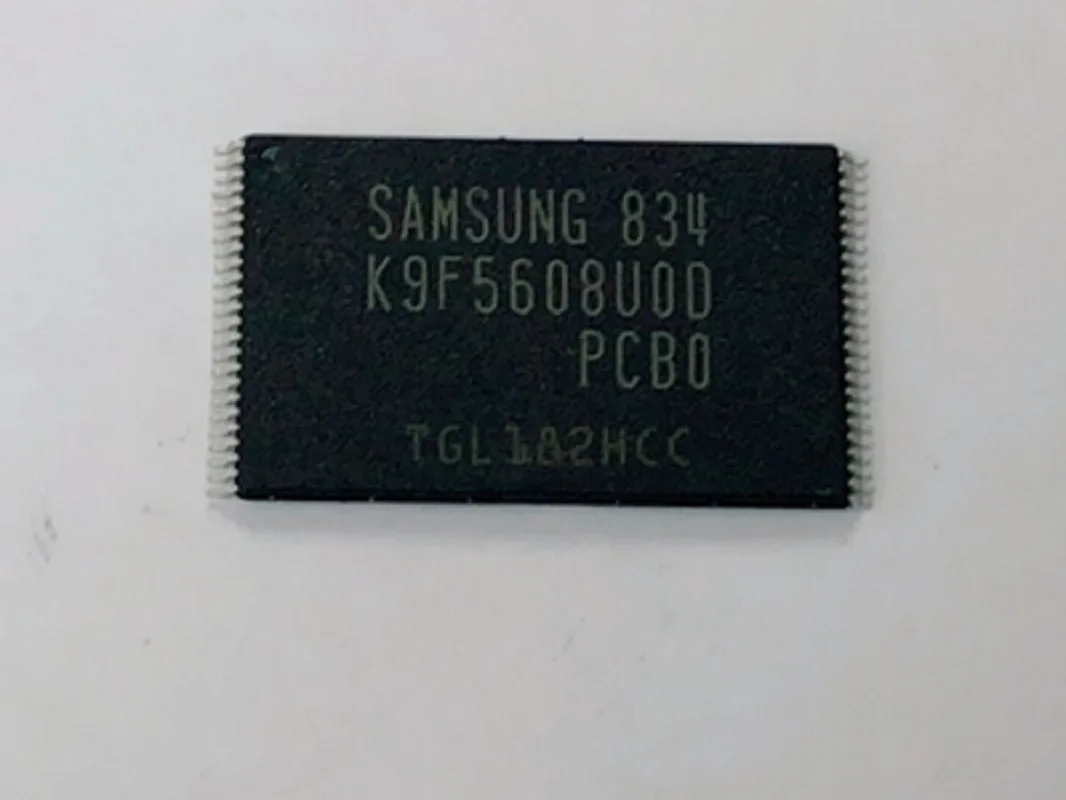 SAMSUNG 834
K9F5608U0D
PCB0
TGL182HCC